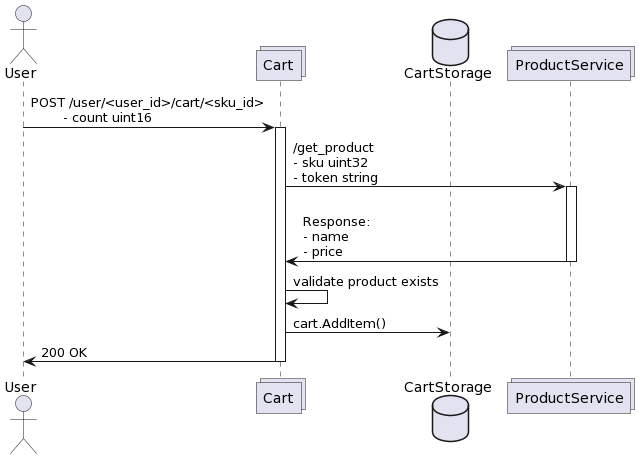 User
Cart
CartStorage
ProductService
POST /user/<user_id>/cart/<sku_id>
- count uint16
/get_product
- sku uint32
- token string
Response:
- name
- price
validate product exists
cart.AddItem()
200 OK
User
Cart
CartStorage
ProductService